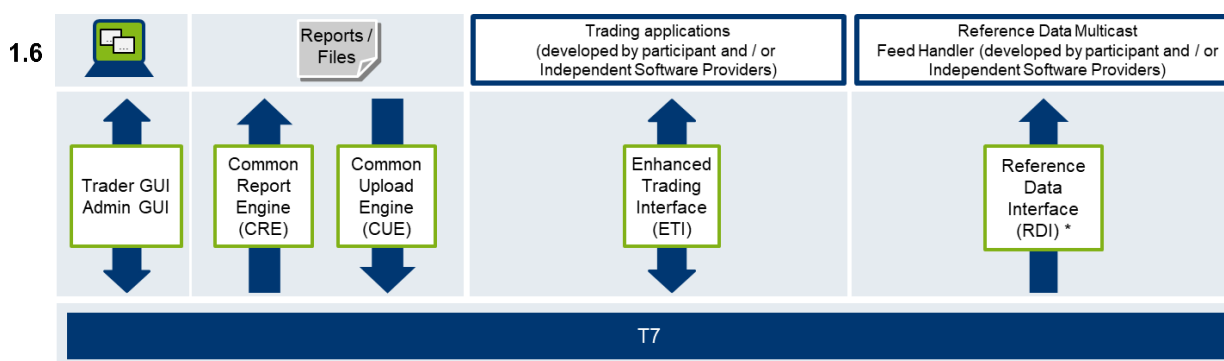 1.6
Reports /
Files
Trading applications
(developed by participant and / or
Independent Software Providers)
Reference Data Multicast
Feed Handler (developed by participant and / or
Independent Software Providers)
Trader GUI
Admin GUI
Common
Report
Engine
(CRE)
Common
Upload
Engine
(CUE)
Enhanced
Trading
Interface
(ETI)
Reference
Data
Interface
(RDI) *
T7